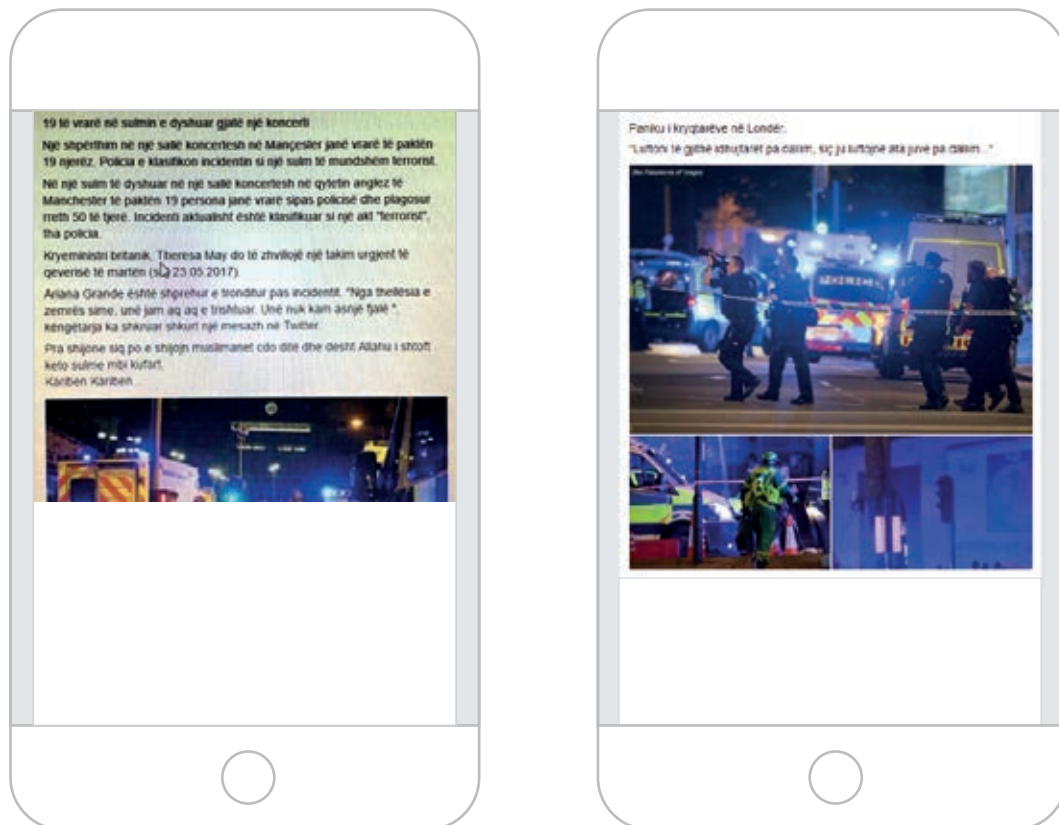 19 të vrarë në sulmin e dyshuar gjatë një koncerti
Një shpërthim në një sallë koncertesh në Mançester janë vrarë të paktën
19 njerëz. Policia e klasifikon incidentin si një sulm të mundshëm terrorist.
Në një sulm të dyshuar në një sallë koncertesh në qytetin anglez të
Manchester të paktën 19 persona janë vrarë sipas policisë dhe plagosur
rreth 50 të tjerë. Incidenti aktualisht është klasifikuar si një akt "terrorist",
tha policia.
Kryeministri britanik, Theresa May do të zhvillojë një takim urgjent të
qeverisë të martën 23.05.2017)
Ariana Grande është shprehur e tronditur pas incidentit. "Nga thellësia e
zemrës sime, unë jam aq aq e trishtuar. Unë nuk kam asnjë fjalë ",
këngëtarja ka shkruar shkurt një mesazh në Twitter.
Pra shijone siq po e shijojn muslimanet cdo ditë dhe desht Allahu i shtoft
keto sulme mbi kufart.
Kariben Kariben...
Paniku i kryqtarëve në Londër.
"Luftoni të gjithë idhujtarët pa dallim, siç ju luftojnë ata juve pa dallim..."